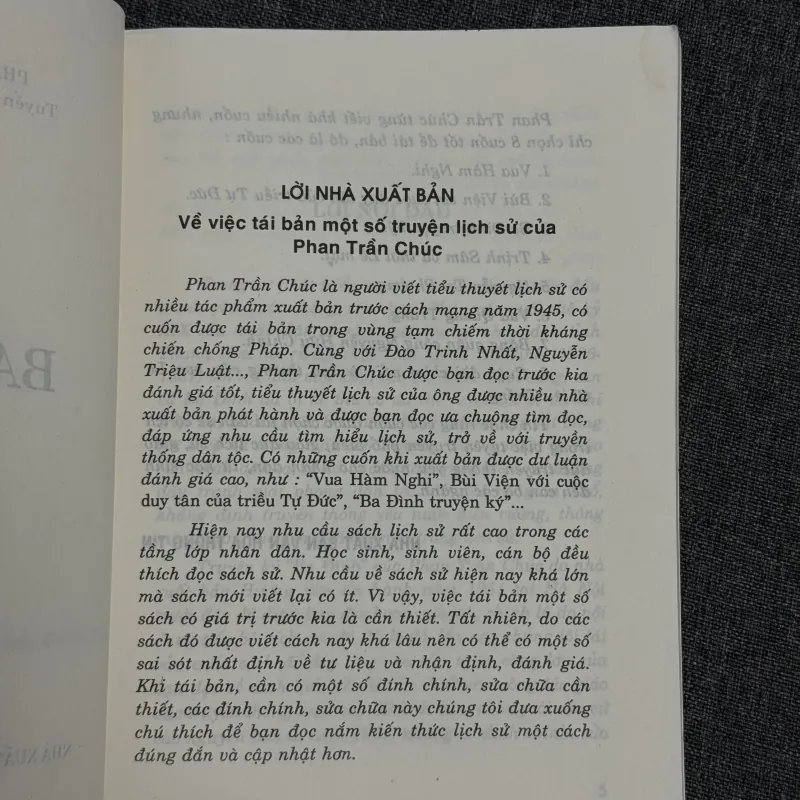 LỜI NHÀ XUẤT BẢN
Về việc tái bản một số truyện lịch sử của
Phan Trần Chúc
Phan Trần Chúc là người viết tiểu thuyết lịch sử có
nhiều tác phẩm xuất bản trước cách mạng năm 1945, có
cuốn được tái bản trong vùng tạm chiếm thời kháng
chiến chống Pháp. Cùng với Đào Trinh Nhất, Nguyễn
Triệu Luật..., Phan Trần Chúc được bạn đọc trước kia
đánh giá tốt, tiểu thuyết lịch sử của ông được nhiều nhà
xuất bản phát hành và được bạn đọc ưa chuộng tìm đọc,
đáp ứng nhu cầu tìm hiểu lịch sử, trở về với truyền
thống dân tộc. Có những cuốn khi xuất bản được dư luận
đánh giá cao, như : “Vua Hàm Nghi”, Bùi Viện với cuộc
duy tân của triều Tự Đức”, “Ba Đình truyện ký”...
Hiện nay nhu cầu sách lịch sử rất cao trong các
tầng lớp nhân dân. Học sinh, sinh viên, cán bộ đều
thích đọc sách sử. Nhu cầu về sách sử hiện nay khá lớn
mà sách mới viết lại có ít. Vì vậy, việc tái bản một số
sách có giá trị trước kia là cần thiết. Tất nhiên, do các
sách đó được viết cách nay khá lâu nên có thể có một số
sai sót nhất định về tư liệu và nhận định, đánh giá.
Khi tái bản, cần có một số đính chính, sửa chữa cần
thiết, các đính chính, sửa chữa này chúng tôi đưa xuống
chú thích để bạn đọc nắm kiến thức lịch sử một cách
đúng đắn và cập nhật hơn.